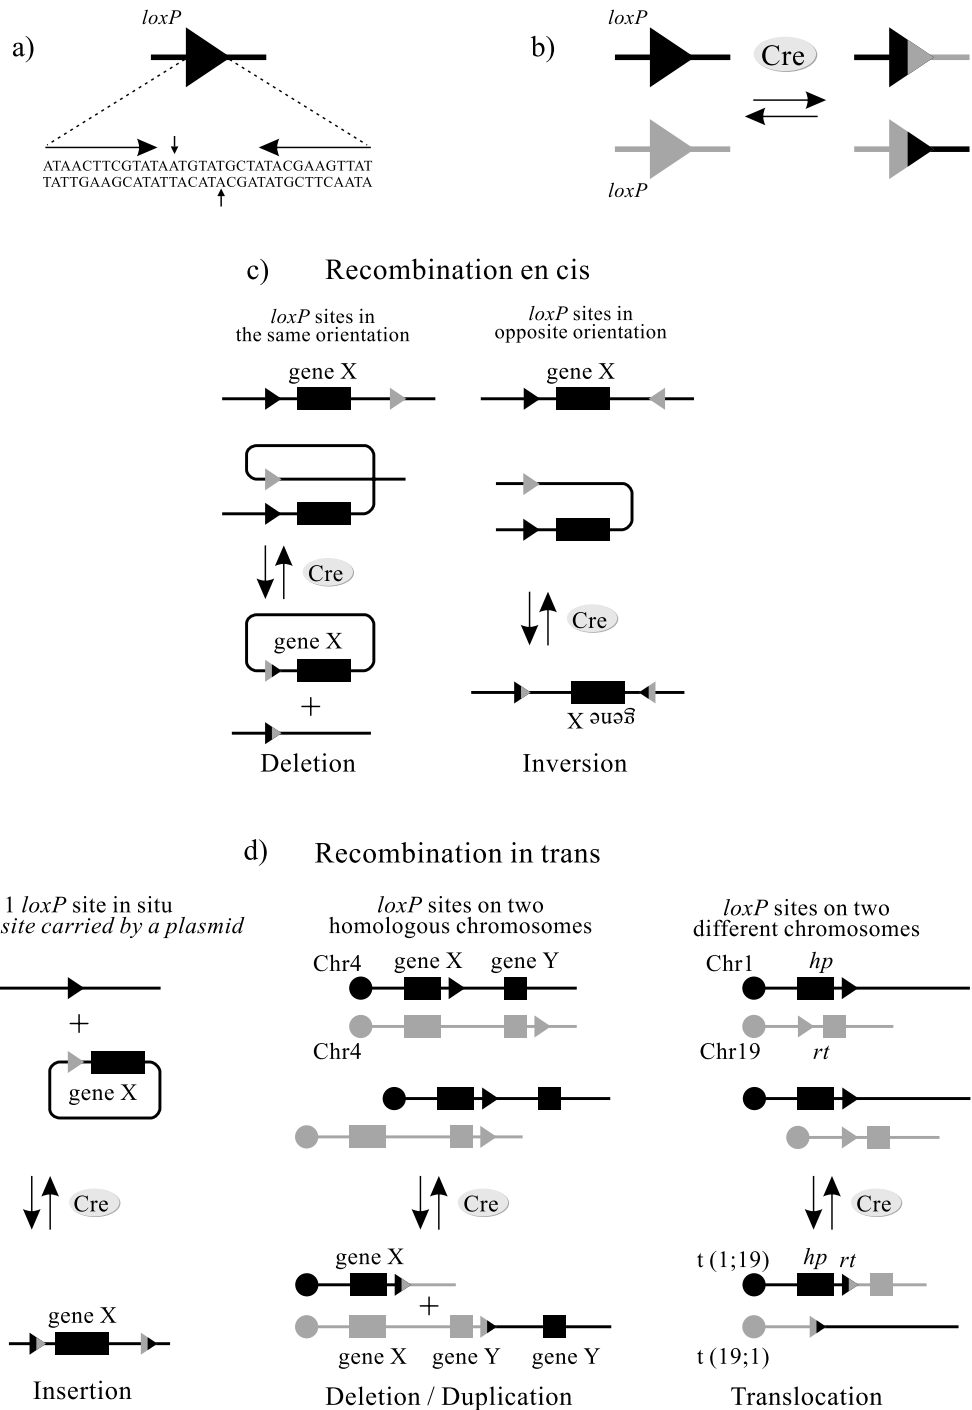 a)
loxP
ATAACTTCGTATAATGTATGCTATACGAAGTTAT
TATTGAAGCATATTACATACGATATGCTTCAATA
b)
loxP
Cre
loxP
c) Recombination en cis
loxP sites in
the same orientation
gene X
Cre
gene X
+
Deletion
loxP sites in
opposite orientation
gene X
Cre
gene X
Inversion
d) Recombination in trans
1 loxP site in situ
site carried by a plasmid
+
gene X
Cre
gene X
Insertion
loxP sites on two
homologous chromosomes
Chr4 gene X gene Y
Chr4
Cre
gene X
+
gene X gene Y gene Y
Deletion / Duplication
loxP sites on two
different chromosomes
Chr1 hp
Chr19 rt
Cre
t (1;19) hp rt
t (19;1)
Translocation